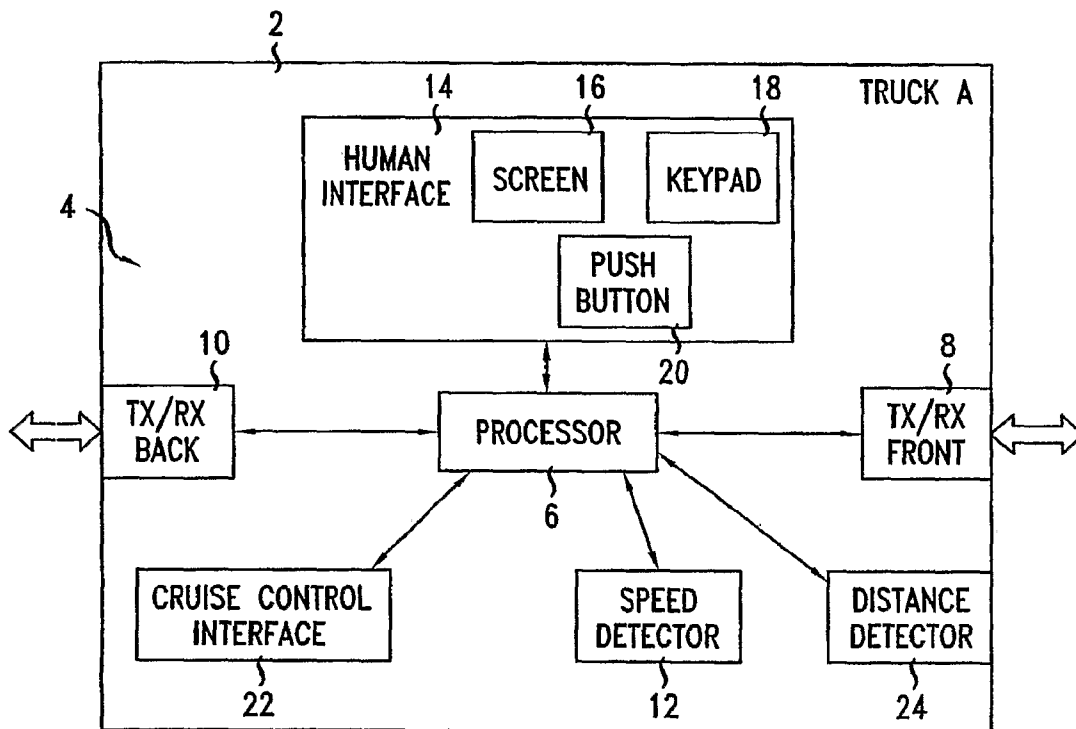 2
TRUCK A
14
16
18
HUMAN
INTERFACE
SCREEN
KEYPAD
4
PUSH
BUTTON
20
10
8
TX/RX
BACK
PROCESSOR
TX/RX
FRONT
6
CRUISE CONTROL
INTERFACE
SPEED
DETECTOR
DISTANCE
DETECTOR
22
12
24